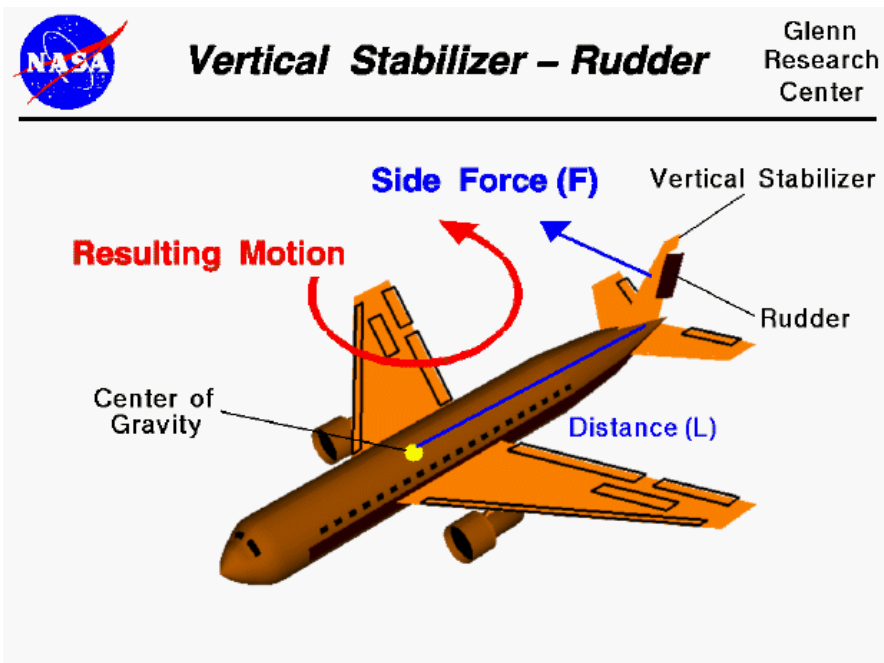 NASA
Vertical Stabilizer – Rudder
Glenn
Research
Center
Side Force (F)
Vertical Stabilizer
Resulting Motion
Rudder
Center of
Gravity
Distance (L)